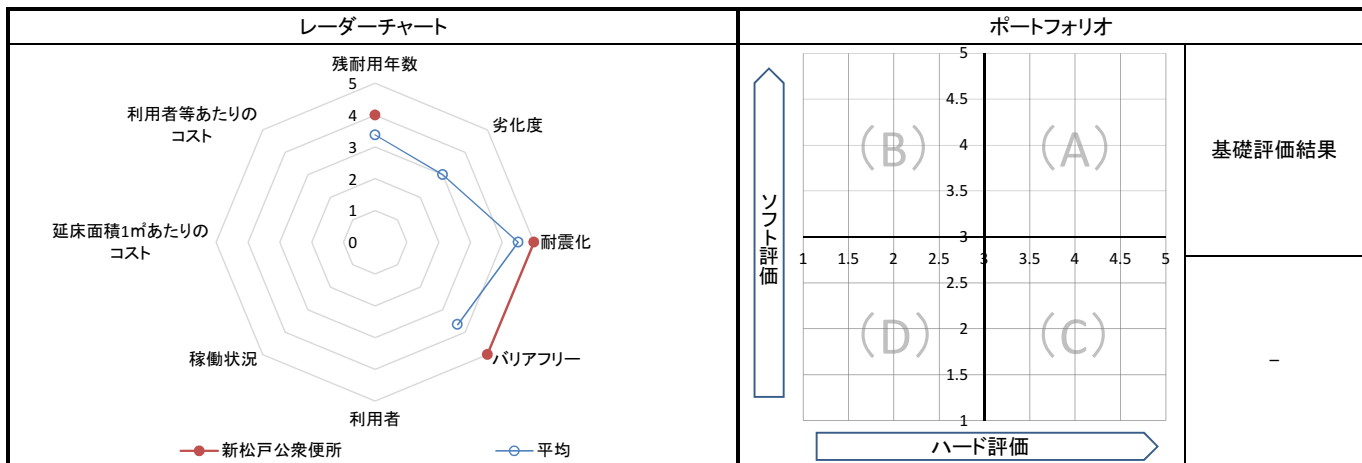 レーダーチャート
残耐用年数
劣化度
耐震化
バリアフリー
利用者
稼働状況
延床面積1㎡あたりの
コスト
利用者等あたりの
コスト
5
4
3
2
1
0
新松戸公衆便所
平均
ポートフォリオ
ソフト評価
5
4.5
4
3.5
3
2.5
2
1.5
1
1 1.5 2 2.5 3 3.5 4 4.5 5
(B)
(A)
(D)
(C)
ハード評価
基礎評価結果
–